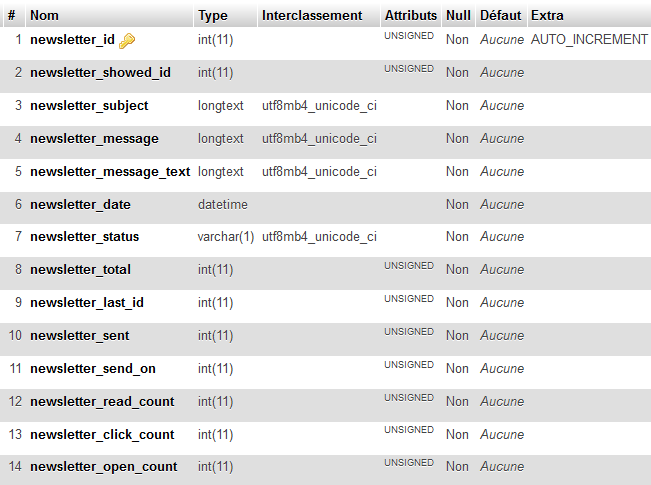 # Nom Type Interclassement Attributs Null Défaut Extra
1 newsletter_id int(11) UNSIGNED Non Aucune AUTO_INCREMENT
2 newsletter_showed_id int(11) UNSIGNED Non Aucune
3 newsletter_subject longtext utf8mb4_unicode_ci Non Aucune
4 newsletter_message longtext utf8mb4_unicode_ci Non Aucune
5 newsletter_message_text longtext utf8mb4_unicode_ci Non Aucune
6 newsletter_date datetime Non Aucune
7 newsletter_status varchar(1) utf8mb4_unicode_ci Non Aucune
8 newsletter_total int(11) UNSIGNED Non Aucune
9 newsletter_last_id int(11) UNSIGNED Non Aucune
10 newsletter_sent int(11) UNSIGNED Non Aucune
11 newsletter_send_on int(11) UNSIGNED Non Aucune
12 newsletter_read_count int(11) UNSIGNED Non Aucune
13 newsletter_click_count int(11) UNSIGNED Non Aucune
14 newsletter_open_count int(11) UNSIGNED Non Aucune